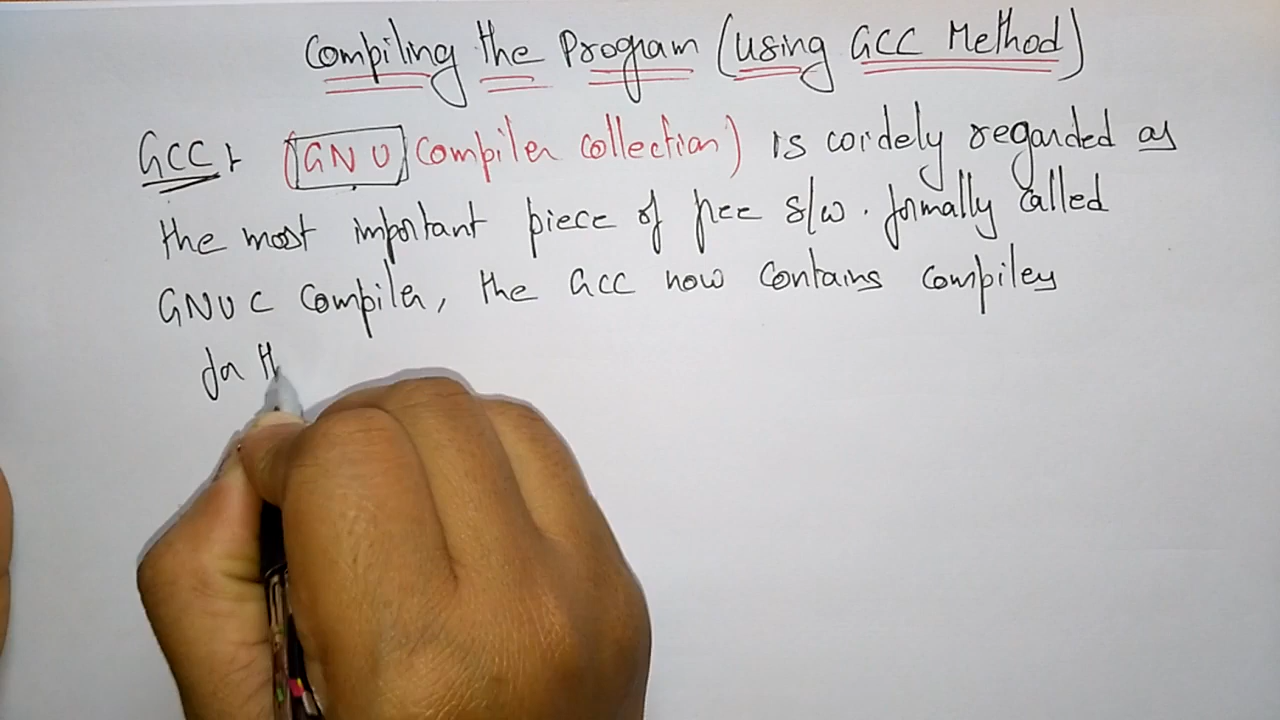 Compiling the Program (using GCC Method)
GCC: (GNU Compiler collection) is widely regarded as
the most important piece of free s/w. formally called
GNU C Compiler, the GCC now contains compilers
for th